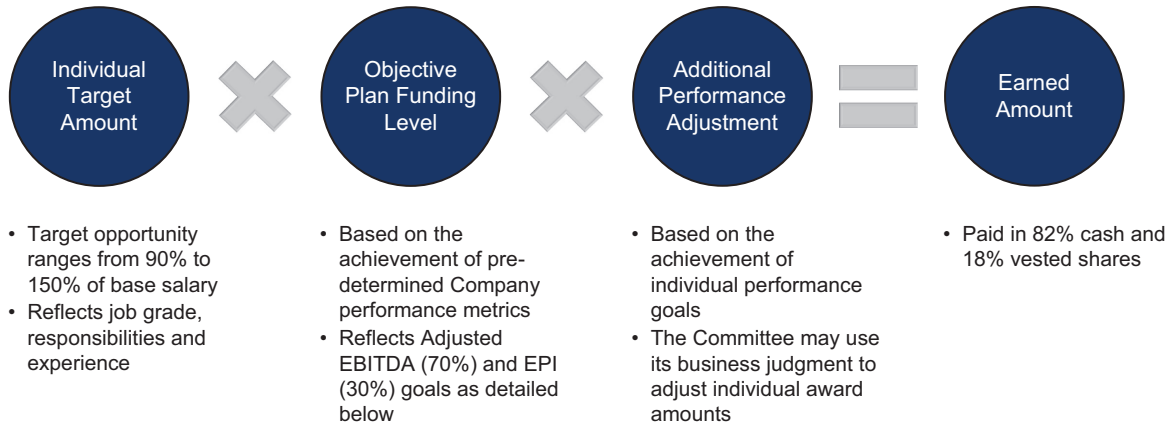 Individual
Target
Amount
Objective
Plan Funding
Level
Additional
Performance
Adjustment
Earned
Amount
• Target opportunity
ranges from 90% to
150% of base salary
• Reflects job grade,
responsibilities and
experience
• Based on the
achievement of pre-
determined Company
performance metrics
• Reflects Adjusted
EBITDA (70%) and EPI
(30%) goals as detailed
below
• Based on the
achievement of
individual performance
goals
• The Committee may use
its business judgment to
adjust individual award
amounts
• Paid in 82% cash and
18% vested shares